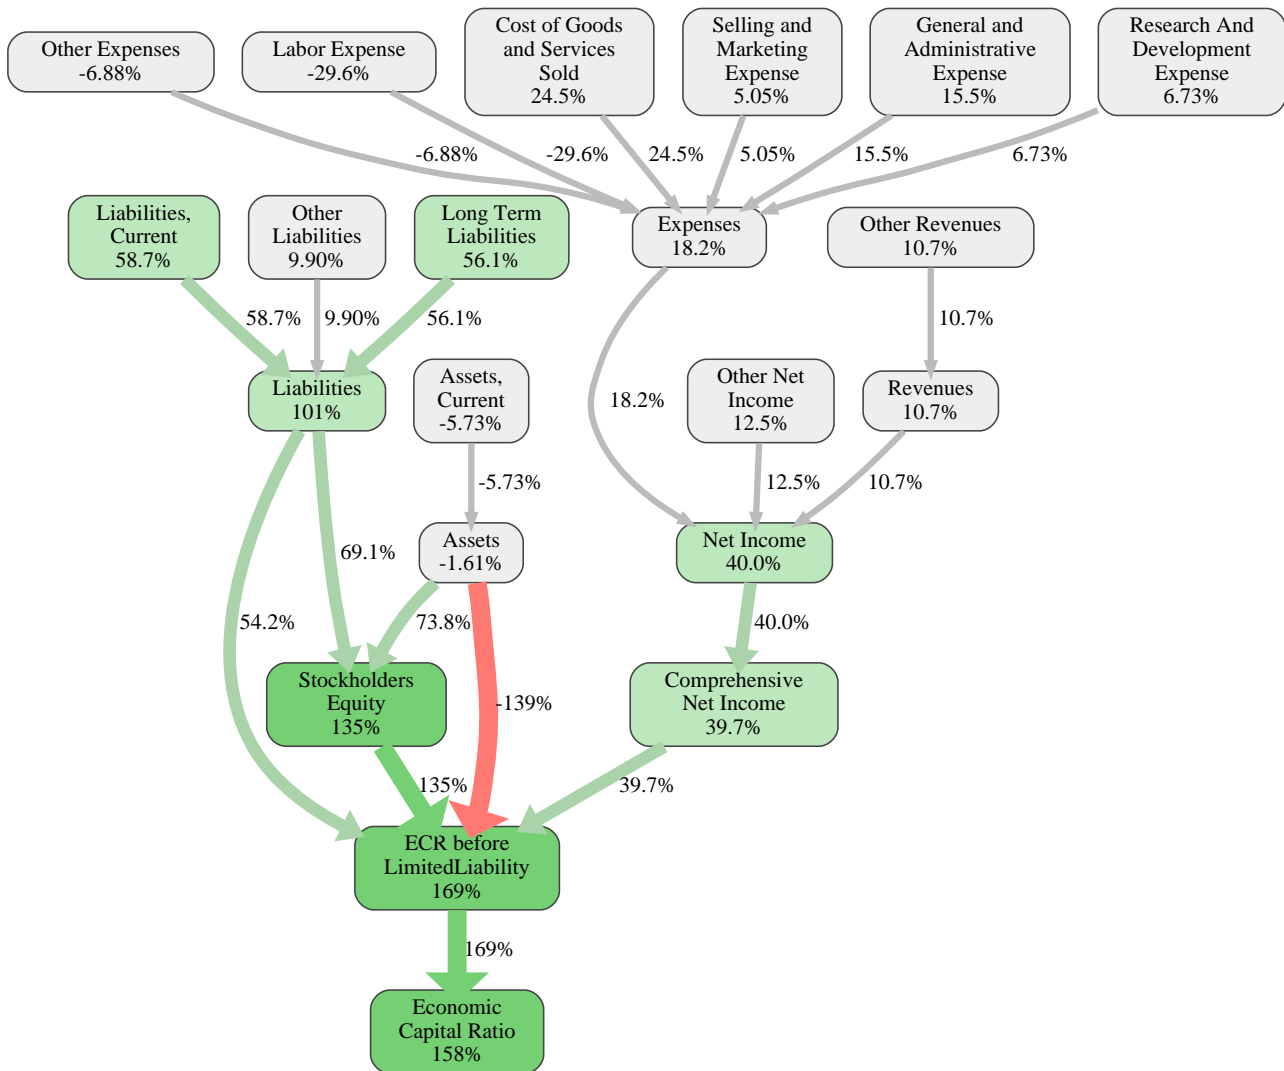 Other Expenses
-6.88%
Labor Expense
-29.6%
Cost of Goods
and Services
Sold
24.5%
Selling and
Marketing
Expense
5.05%
General and
Administrative
Expense
15.5%
Research And
Development
Expense
6.73%
-6.88%
-29.6%
24.5%
5.05%
15.5%
6.73%
Liabilities,
Current
58.7%
Other
Liabilities
9.90%
Long Term
Liabilities
56.1%
Expenses
18.2%
Other Revenues
10.7%
58.7%
9.90%
56.1%
10.7%
Liabilities
101%
Assets,
Current
-5.73%
18.2%
Other Net
Income
12.5%
Revenues
10.7%
-5.73%
12.5%
10.7%
69.1%
Assets
-1.61%
Net Income
40.0%
54.2%
73.8%
40.0%
Stockholders
Equity
135%
-139%
Comprehensive
Net Income
39.7%
135%
39.7%
ECR before
LimitedLiability
169%
169%
Economic
Capital Ratio
158%